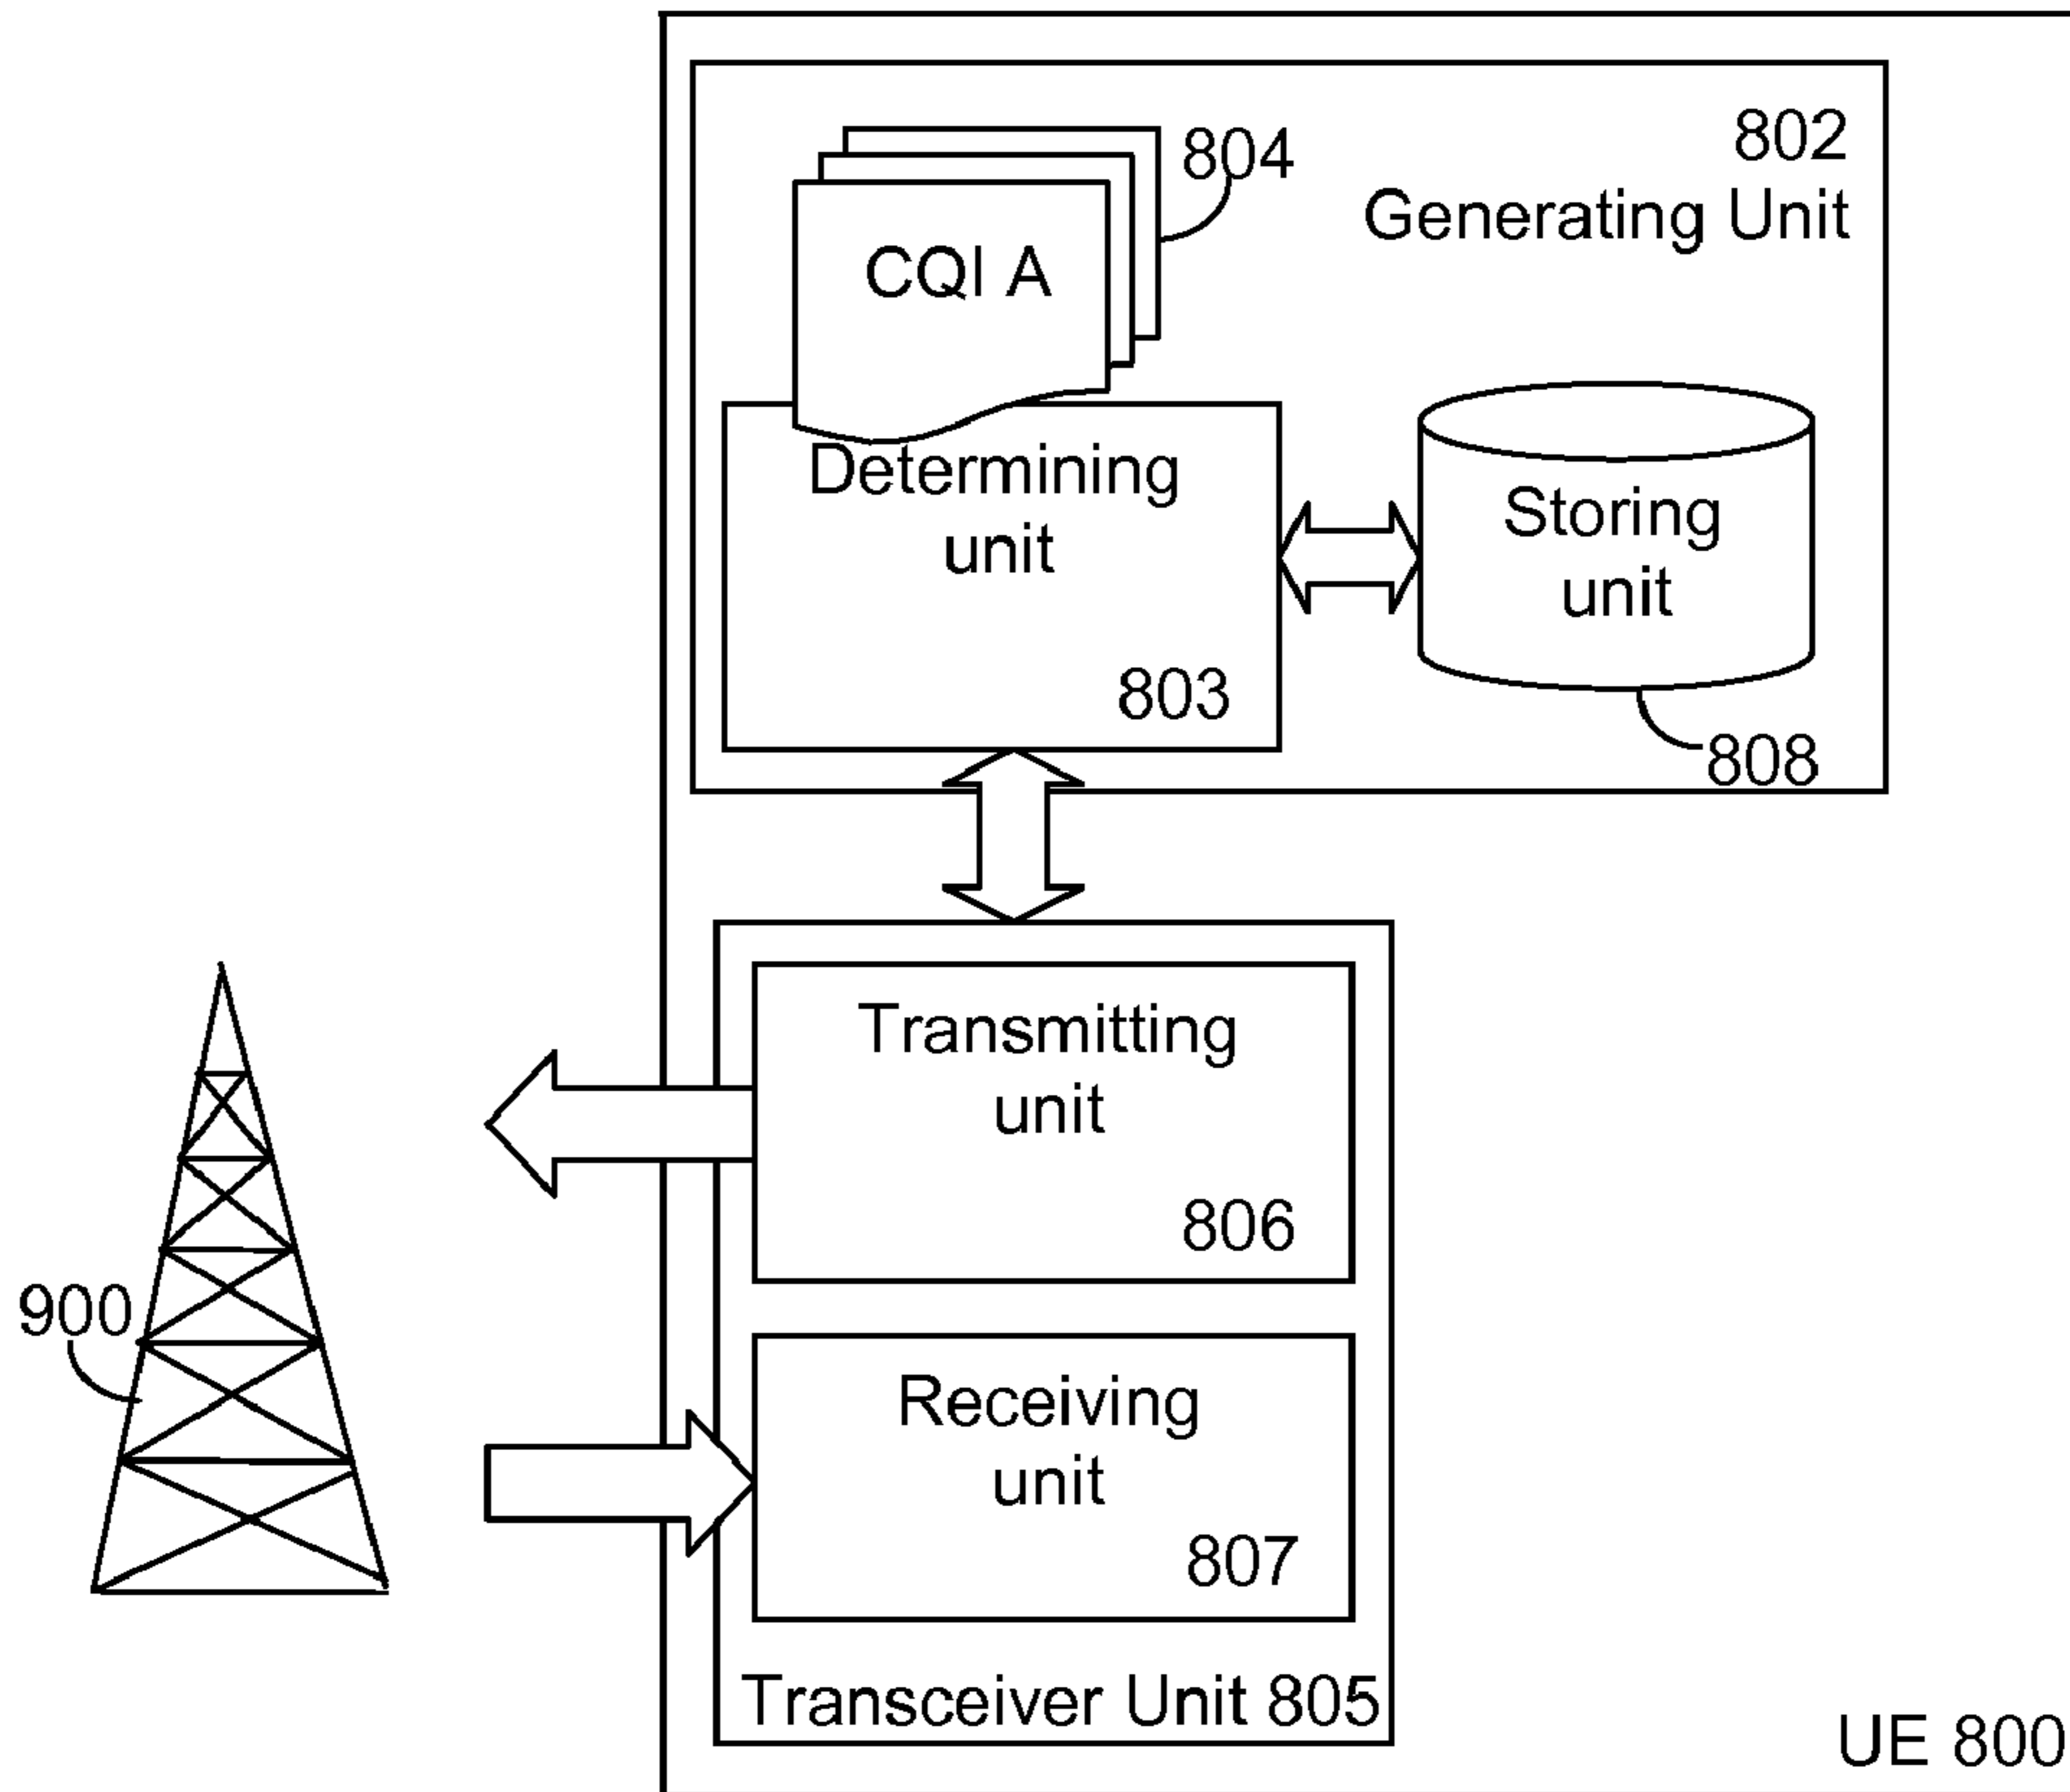 802
Generating Unit
804
CQI A
Determining
unit
803
Storing
unit
808
Transmitting
unit
806
900
Receiving
unit
807
Transceiver Unit 805
UE 800